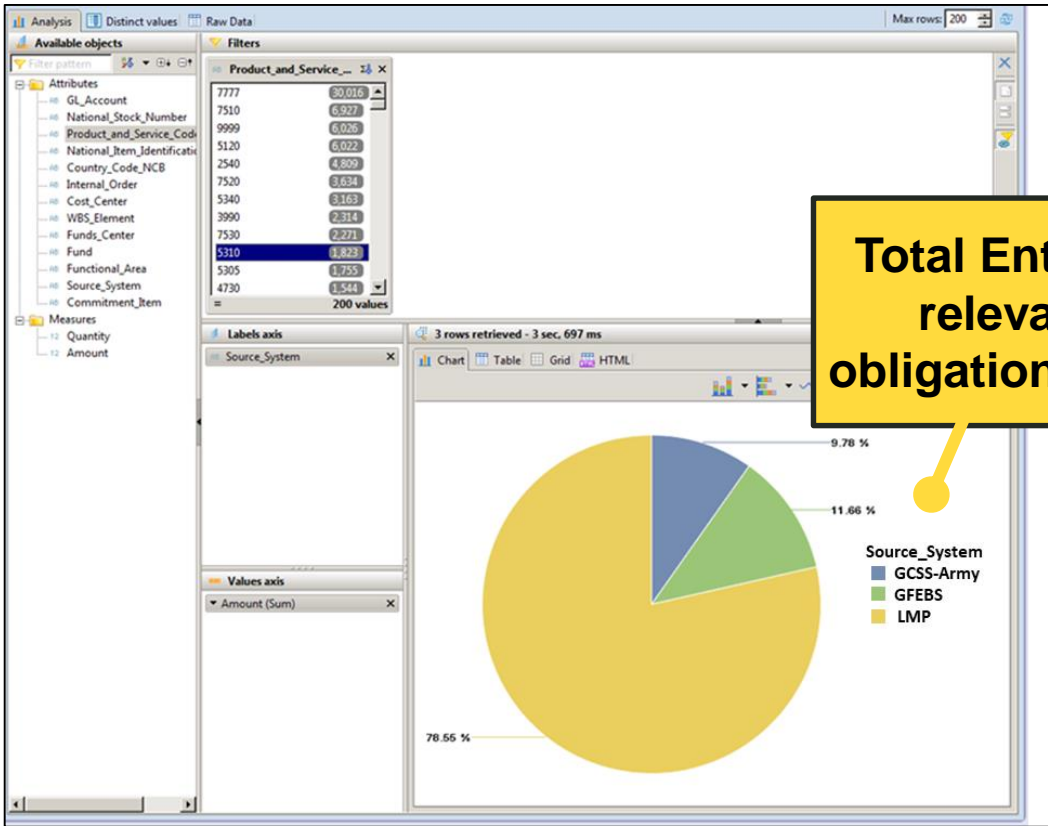 Analysis Distinct values Raw Data Max rows: 200
Available objects
Filter pattern
Attributes
GL_Account
National_Stock_Number
Product_and_Service_Code
National_Item_Identificatio
Country_Code_NCB
Internal_Order
Cost_Center
WBS_Element
Funds_Center
Fund
Functional_Area
Source_System
Commitment_Item
Measures
Quantity
Amount
Filters
Product_and_Service_...
7777 30,016
7510 6,927
9999 6,026
5120 6,022
2540 4,809
7520 3,634
5340 3,163
3990 2,314
7530 2,271
5310 1,823
5305 1,755
4730 1,544
= 200 values
Labels axis
Source_System
Values axis
Amount (Sum)
3 rows retrieved - 3 sec, 697 ms
Chart Table Grid HTML
Total Ent
releva
obligation
9.78 %
11.66 %
78.55 %
Source_System
GCSS-Army
GFEBS
LMP